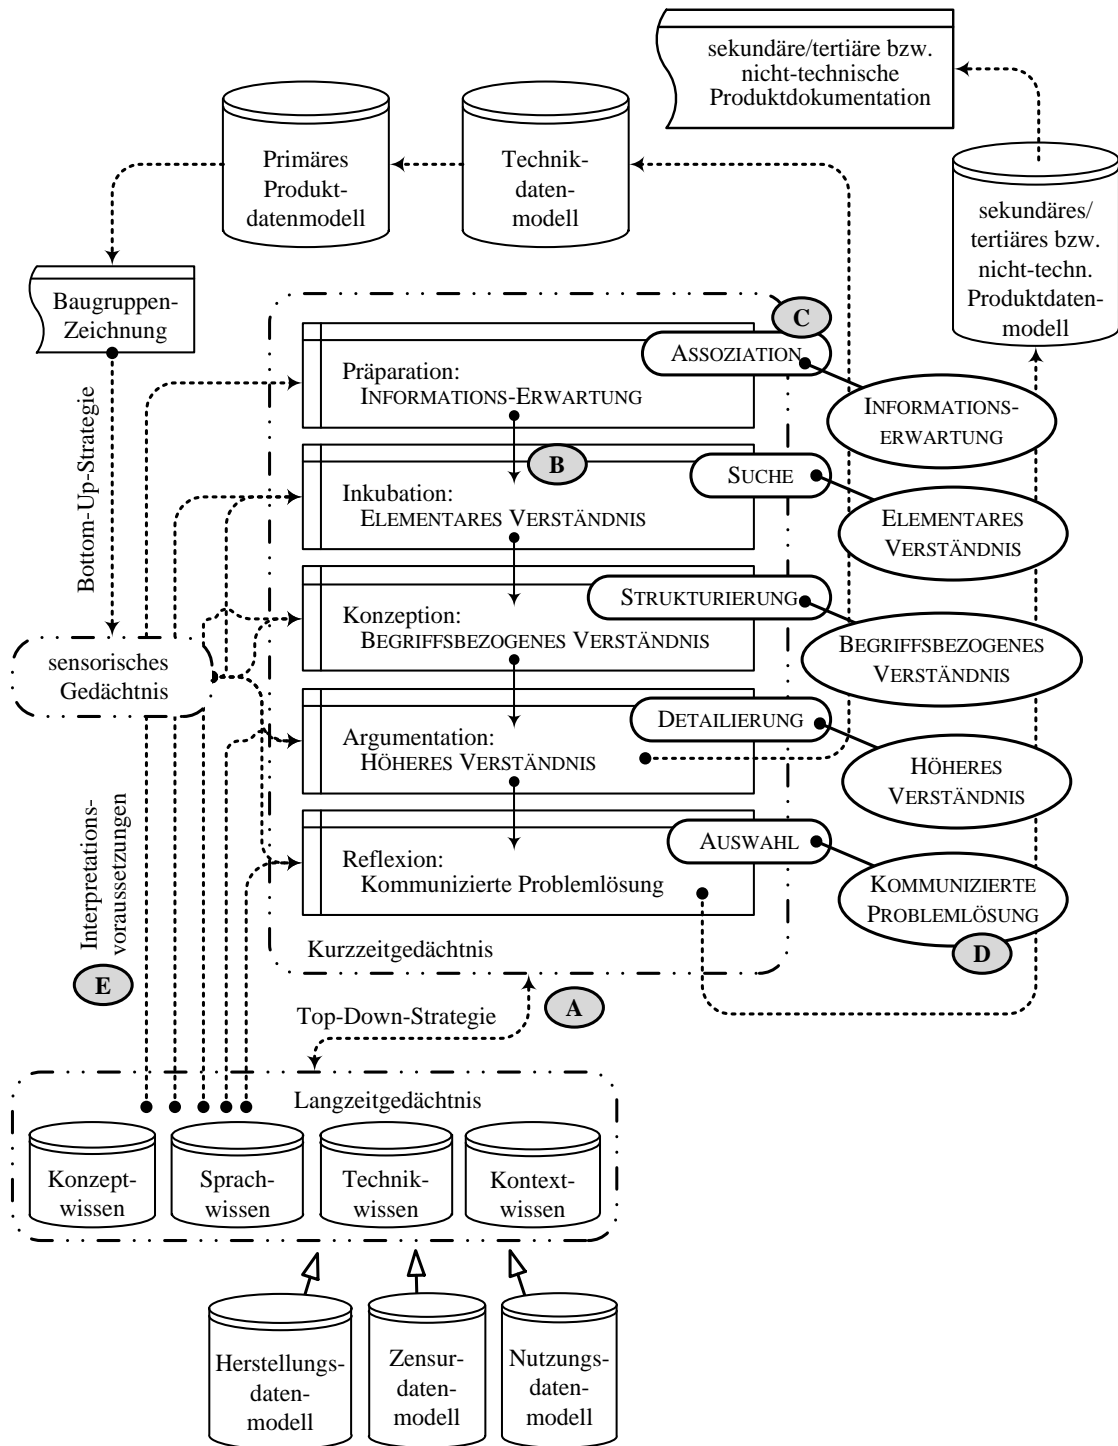 sekundäre/tertiäre bzw.
nicht-technische
Produktdokumentation
Primäres
Produkt-
datenmodell
Technik-
daten-
modell
sekundäres/
tertiäres bzw.
nicht-techn.
Produktdaten-
modell
Baugruppen-
Zeichnung
Bottom-Up-Strategie
sensorisches
Gedächtnis
C
ASSOZIATION
Präparation:
INFORMATIONS-ERWARTUNG
INFORMATIONS-
ERWARTUNG
B
SUCHE
Inkubation:
ELEMENTARES VERSTÄNDNIS
ELEMENTARES
VERSTÄNDNIS
STRUKTURIERUNG
Konzeption:
BEGRIFFSBEZOGENES VERSTÄNDNIS
BEGRIFFSBEZOGENES
VERSTÄNDNIS
DETAILIERUNG
Argumentation:
HÖHERES VERSTÄNDNIS
HÖHERES
VERSTÄNDNIS
AUSWAHL
Reflexion:
Kommunizierte Problemlösung
KOMMUNIZIERTE
PROBLEMLÖSUNG
D
Kurzzeitgedächtnis
Interpretations-
voraussetzungen
E
A
Top-Down-Strategie
Langzeitgedächtnis
Konzept-
wissen
Sprach-
wissen
Technik-
wissen
Kontext-
wissen
Herstellungs-
daten-
modell
Zensur-
daten-
modell
Nutzungs-
daten-
modell